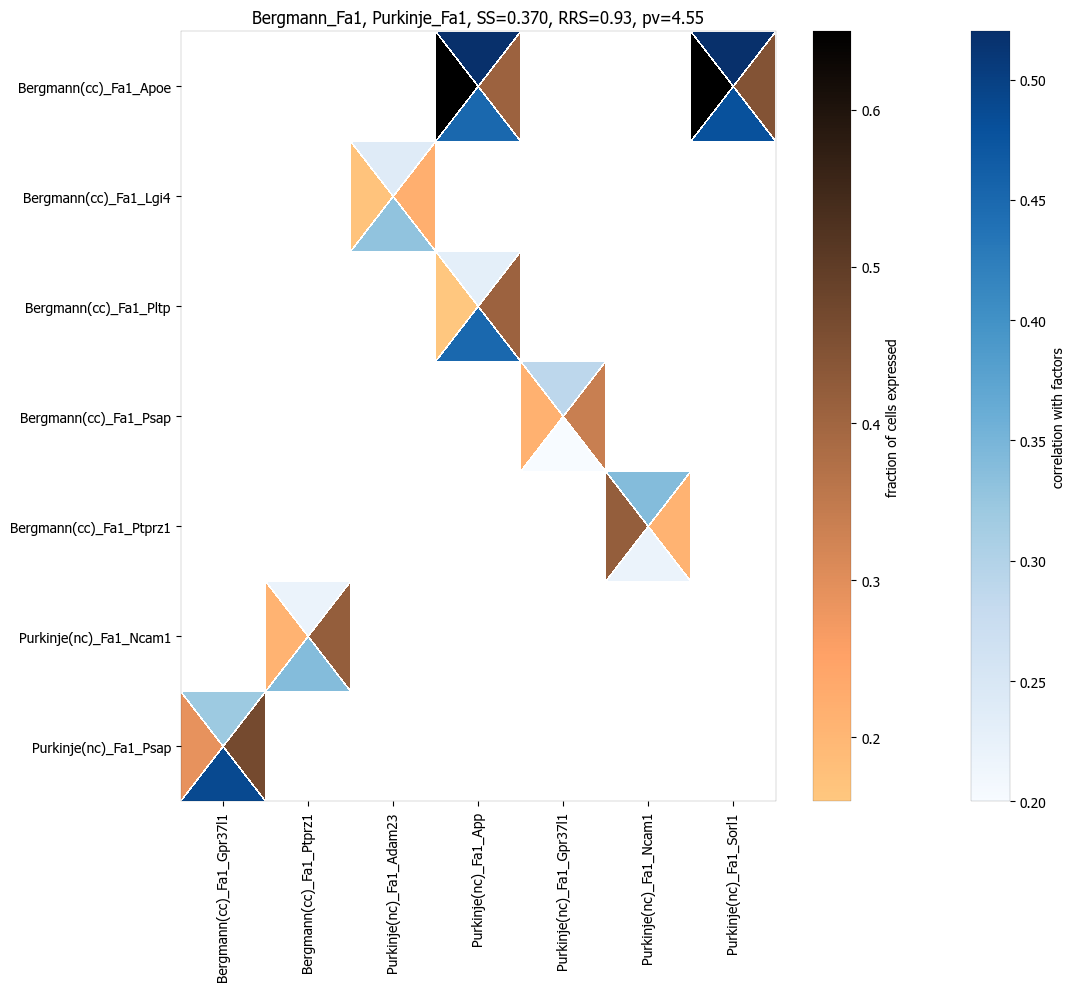 Bergmann_Fa1, Purkinje_Fa1, SS=0.370, RRS=0.93, pv=4.55
Bergmann(cc)_Fa1_Apoe
Bergmann(cc)_Fa1_Lgi4
Bergmann(cc)_Fa1_Pltp
Bergmann(cc)_Fa1_Psap
Bergmann(cc)_Fa1_Ptprz1
Purkinje(nc)_Fa1_Ncam1
Purkinje(nc)_Fa1_Psap
Bergmann(cc)_Fa1_Gpr37l1
Bergmann(cc)_Fa1_Ptprz1
Purkinje(nc)_Fa1_Adam23
Purkinje(nc)_Fa1_App
Purkinje(nc)_Fa1_Gpr37l1
Purkinje(nc)_Fa1_Ncam1
Purkinje(nc)_Fa1_Sorl1
0.6
0.5
0.4
0.3
0.2
fraction of cells expressed
0.50
0.45
0.40
0.35
0.30
0.25
0.20
correlation with factors